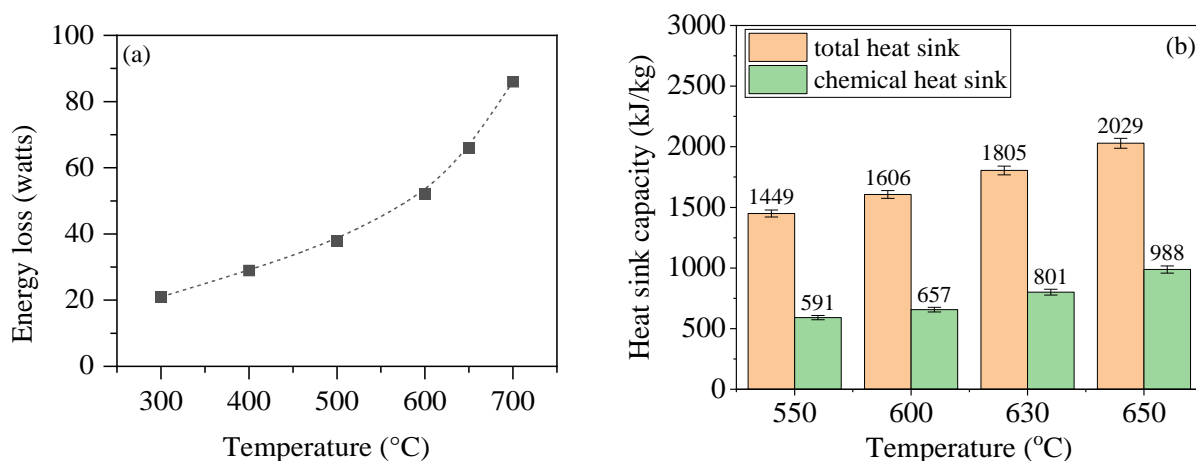 (a)
100
80
60
40
20
0
Energy loss (watts)
300 400 500 600 700
Temperature (°C)
(b)
total heat sink
chemical heat sink
3000
2500
2000
1500
1000
500
0
Heat sink capacity (kJ/kg)
1449
591
1606
657
1805
801
2029
988
550 600 630 650
Temperature (°C)